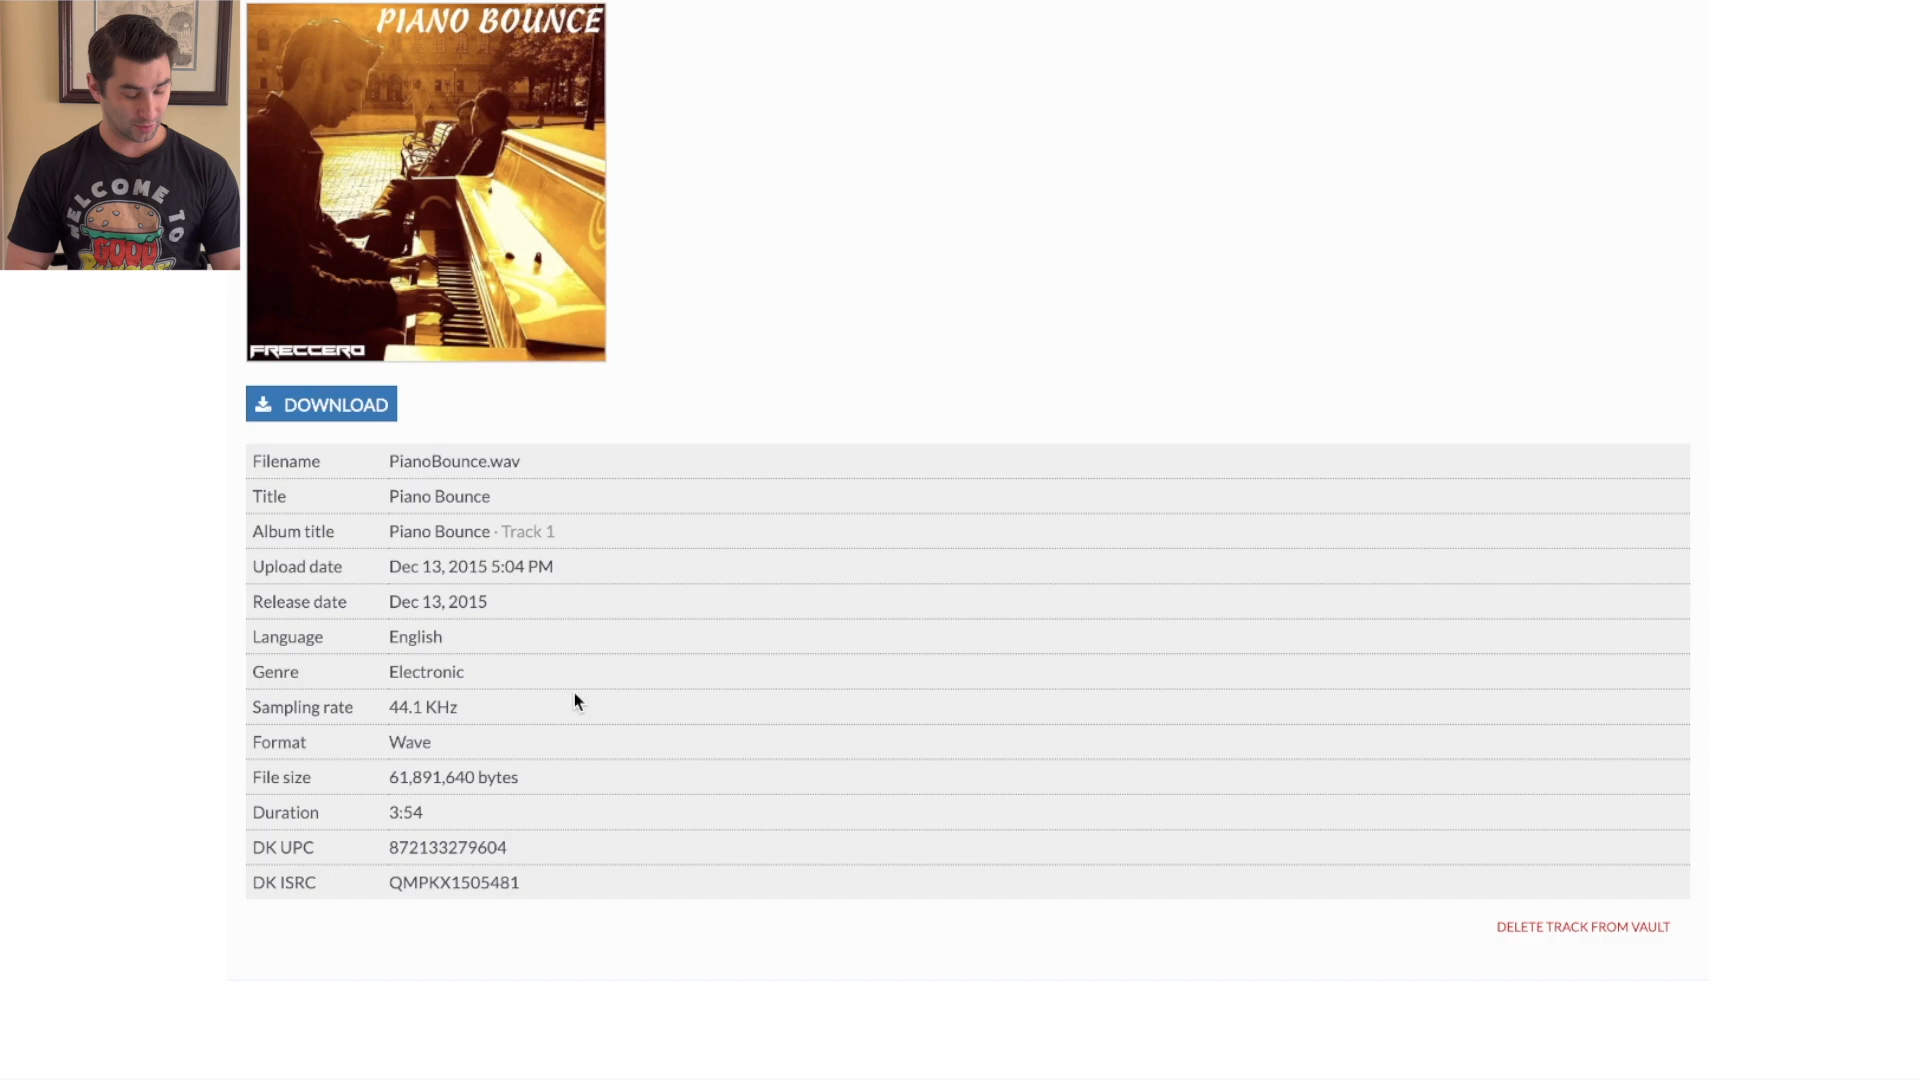 PIANO BOUNCE
WELCOME TO
GOOD
FRECCERO
DOWNLOAD
Filename PianoBounce.wav
Title Piano Bounce
Album title Piano Bounce · Track 1
Upload date Dec 13, 2015 5:04 PM
Release date Dec 13, 2015
Language English
Genre Electronic
Sampling rate 44.1 KHz
Format Wave
File size 61,891,640 bytes
Duration 3:54
DK UPC 872133279604
DK ISRC QMPKX1505481
DELETE TRACK FROM VAULT